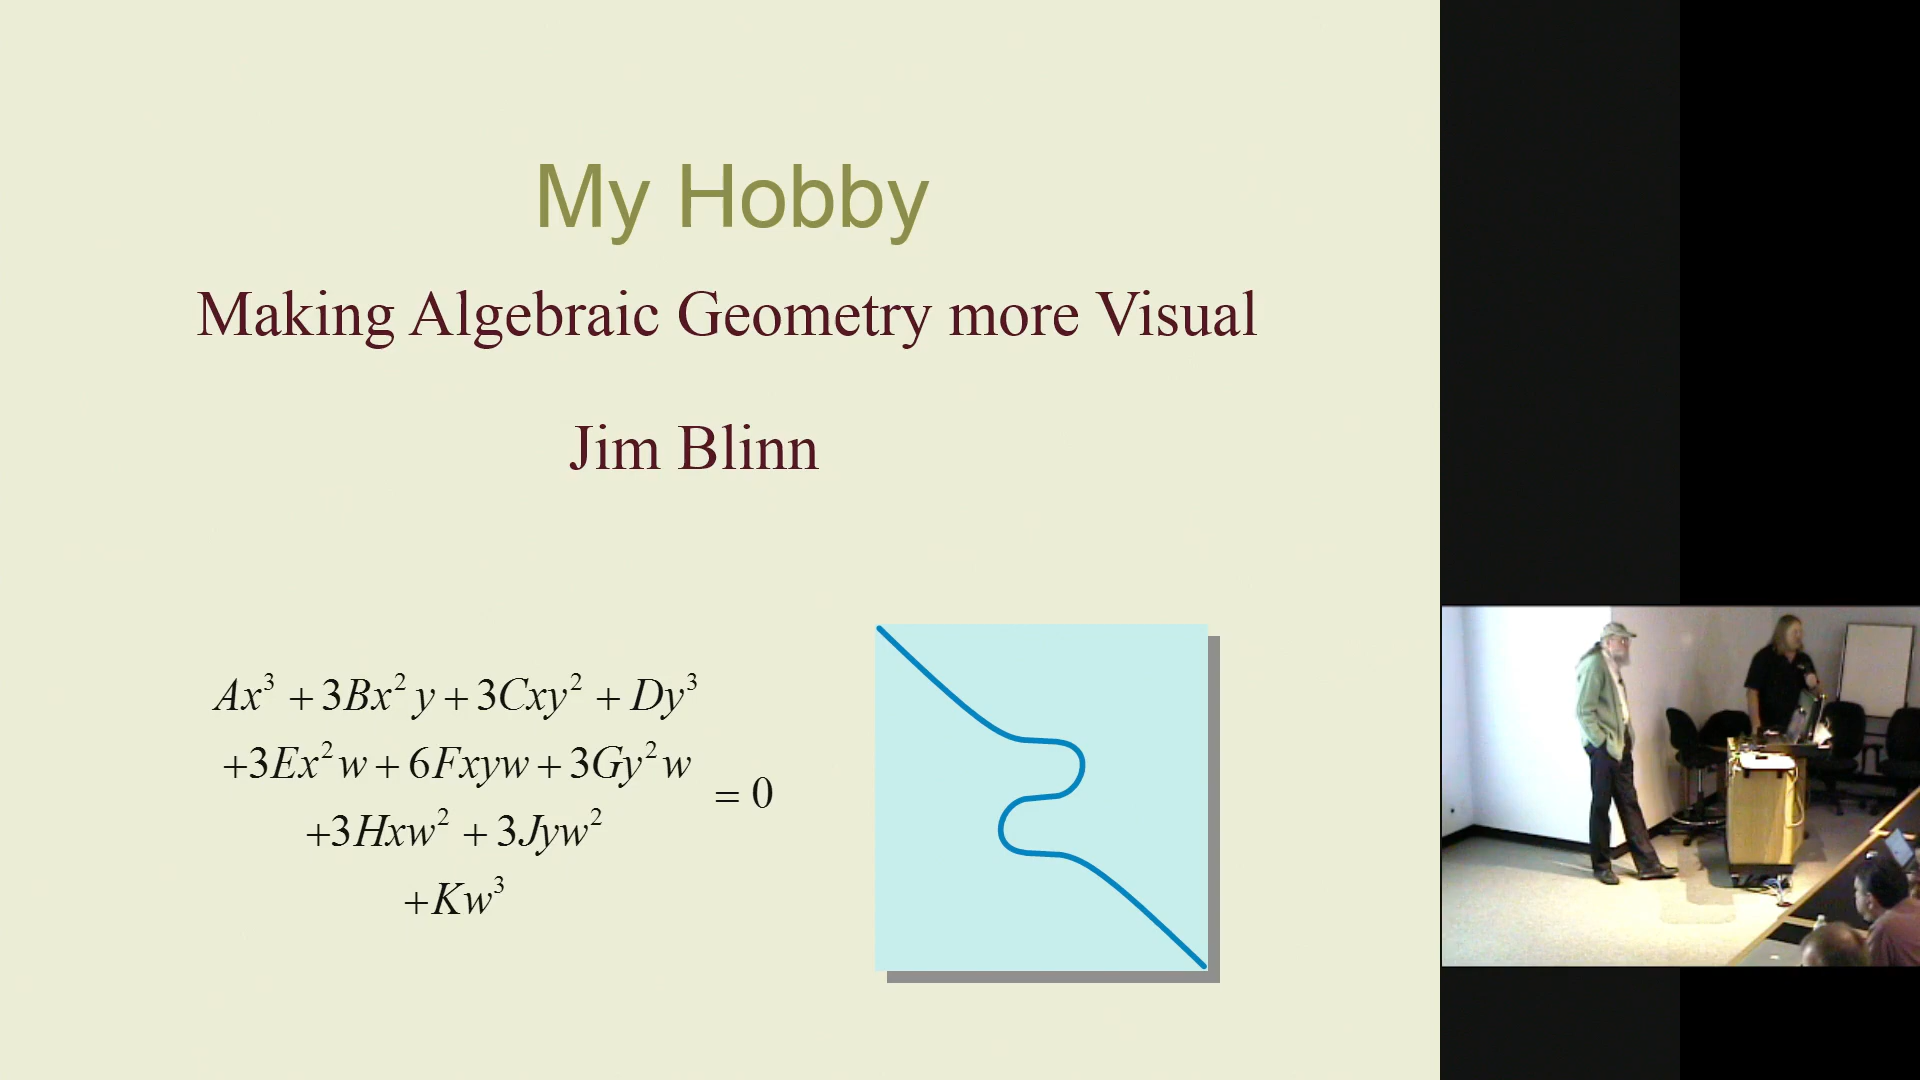 My Hobby
Making Algebraic Geometry more Visual
Jim Blinn
Ax³ + 3Bx²y + 3Cxy² + Dy³
+3Ex²w + 6Fxyw + 3Gy²w
= 0
+3Hxw² + 3Jyw²
+Kw³